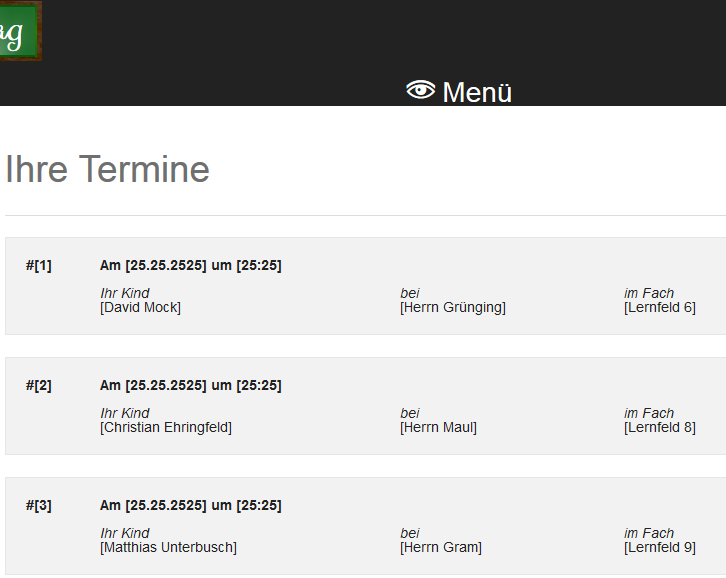 Menü
Ihre Termine
#[1] Am [25.25.2525] um [25:25]
Ihr Kind bei im Fach
[David Mock] [Herrn Grünging] [Lernfeld 6]
#[2] Am [25.25.2525] um [25:25]
Ihr Kind bei im Fach
[Christian Ehringfeld] [Herrn Maul] [Lernfeld 8]
#[3] Am [25.25.2525] um [25:25]
Ihr Kind bei im Fach
[Matthias Unterbusch] [Herrn Gram] [Lernfeld 9]